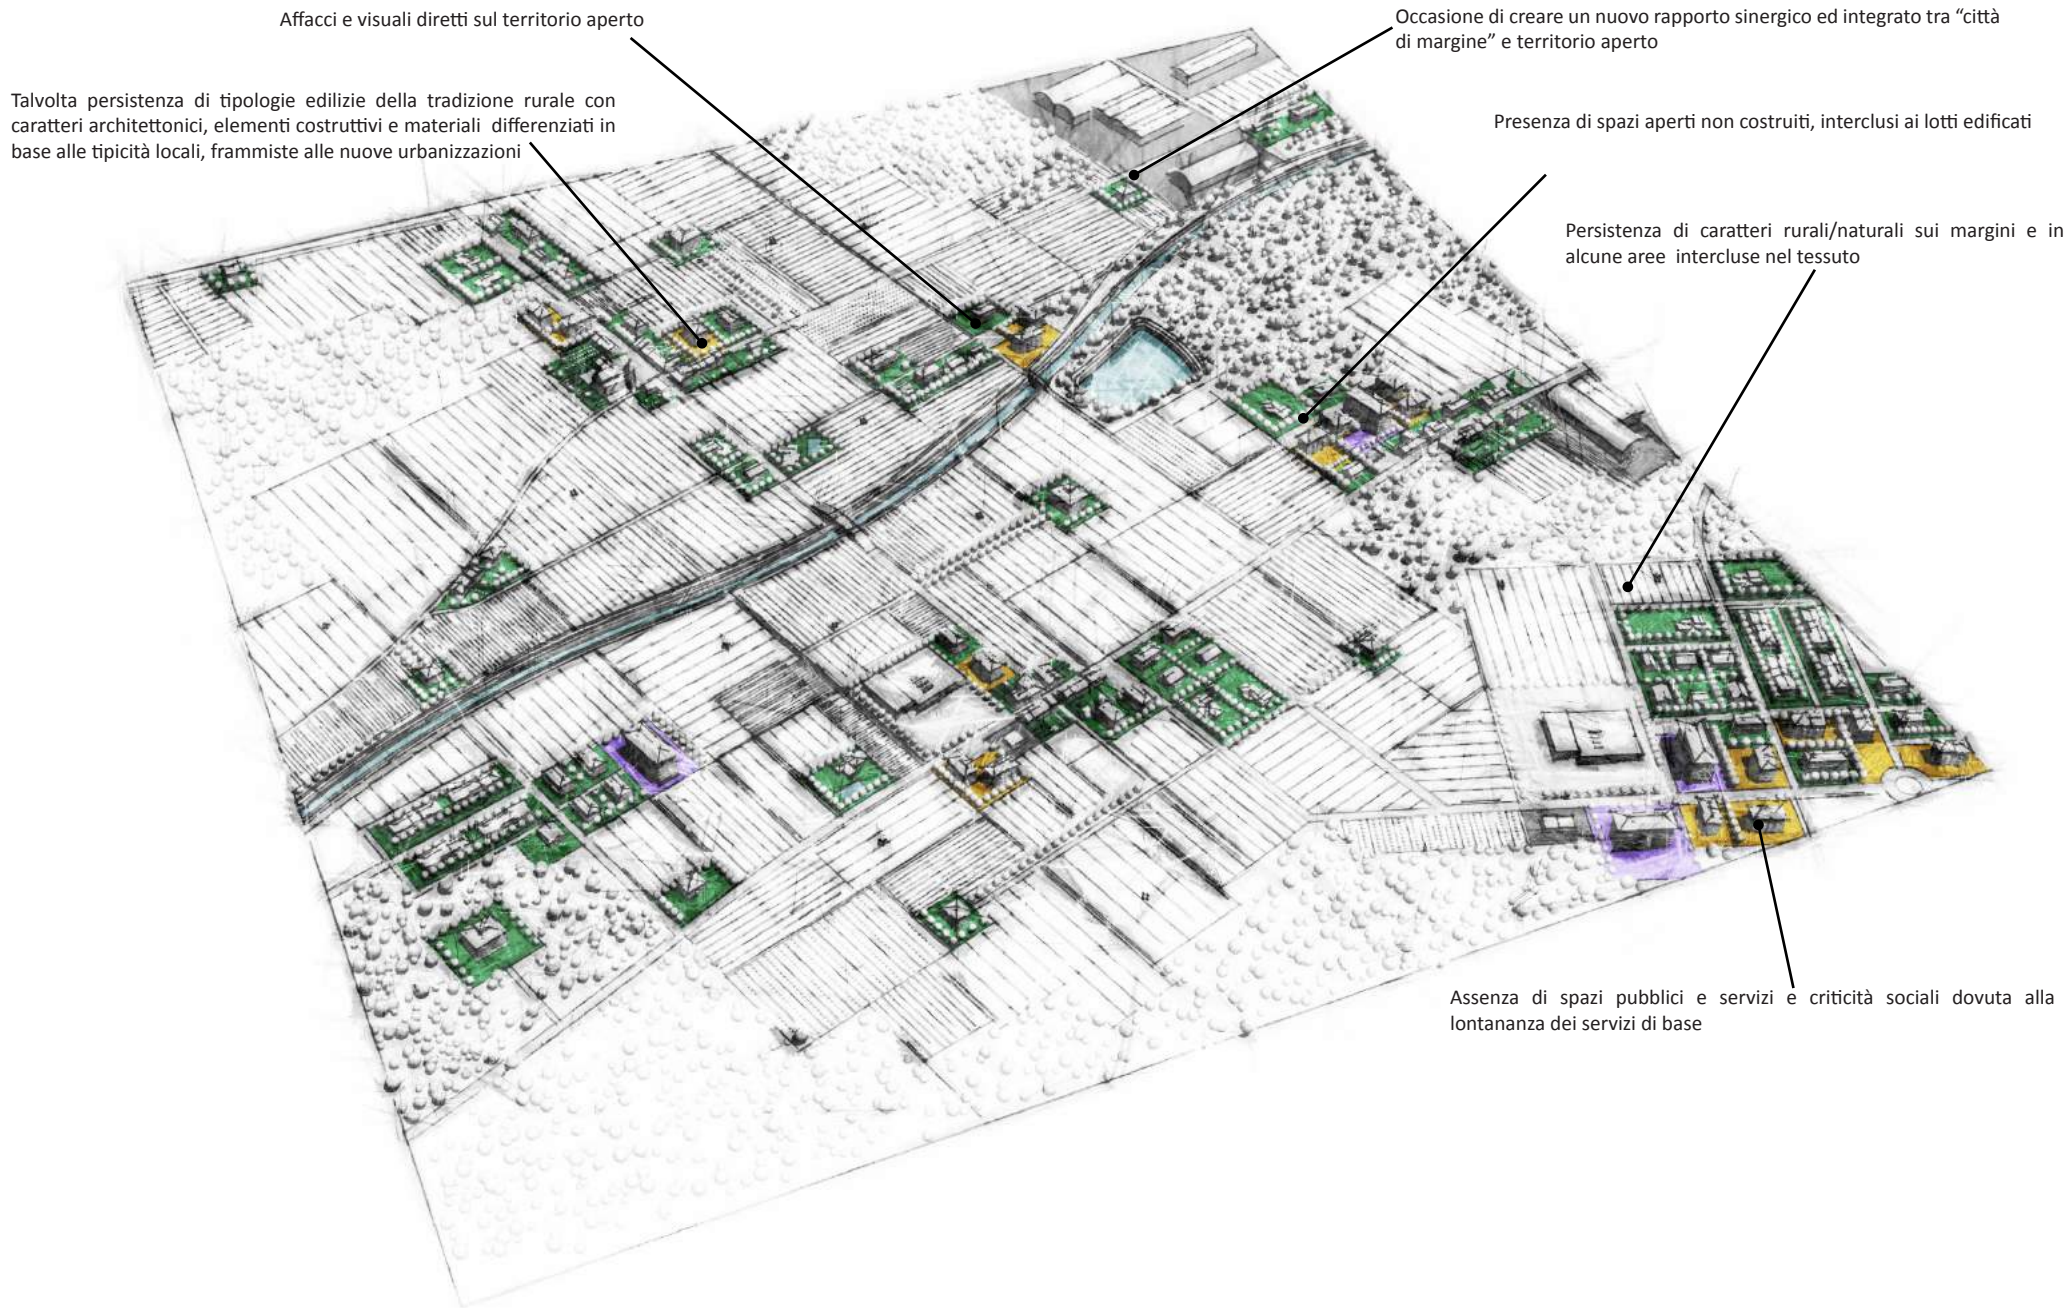 Affacci e visuali diretti sul territorio aperto
Occasione di creare un nuovo rapporto sinergico ed integrato tra “città
di margine” e territorio aperto
Talvolta persistenza di tipologie edilizie della tradizione rurale con
caratteri architettonici, elementi costruttivi e materiali differenziati in
base alle tipicità locali, frammiste alle nuove urbanizzazioni
Presenza di spazi aperti non costruiti, interclusi ai lotti edificati
Persistenza di caratteri rurali/naturali sui margini e in
alcune aree intercluse nel tessuto
Assenza di spazi pubblici e servizi e criticità sociali dovuta alla
lontananza dei servizi di base